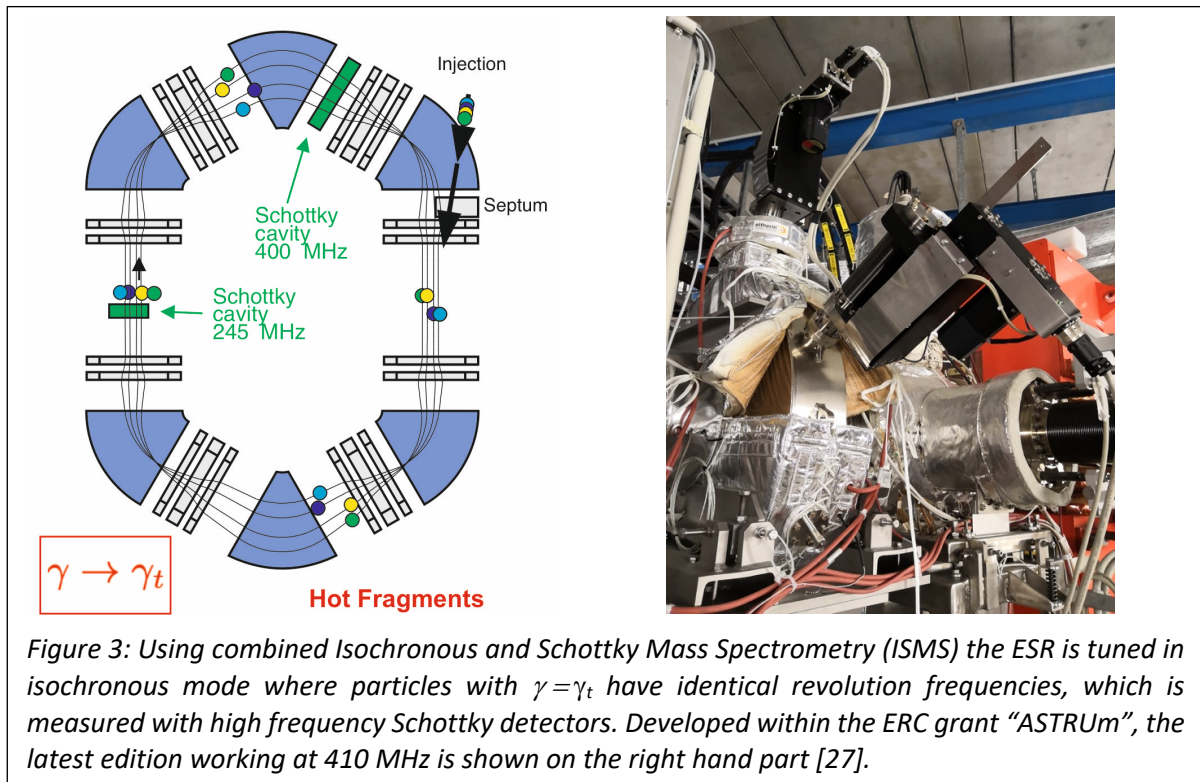 Injection
Septum
Schottky
cavity
400 MHz
Schottky
cavity
245 MHz
γ → γt
Hot Fragments
Figure 3: Using combined Isochronous and Schottky Mass Spectrometry (ISMS) the ESR is tuned in
isochronous mode where particles with γ=γt have identical revolution frequencies, which is
measured with high frequency Schottky detectors. Developed within the ERC grant “ASTRUm”, the
latest edition working at 410 MHz is shown on the right hand part [27].